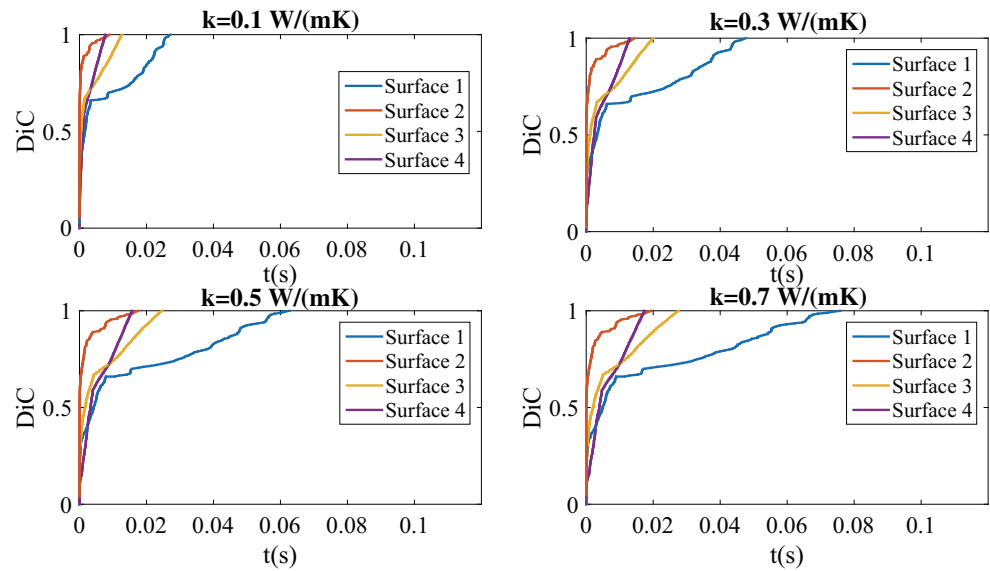 k=0.1 W/(mK)
1
0.5
0
DiC
Surface 1
Surface 2
Surface 3
Surface 4
0 0.02 0.04 0.06 0.08 0.1
t(s)
k=0.3 W/(mK)
1
0.5
0
DiC
Surface 1
Surface 2
Surface 3
Surface 4
0 0.02 0.04 0.06 0.08 0.1
t(s)
k=0.5 W/(mK)
1
0.5
0
DiC
Surface 1
Surface 2
Surface 3
Surface 4
0 0.02 0.04 0.06 0.08 0.1
t(s)
k=0.7 W/(mK)
1
0.5
0
DiC
Surface 1
Surface 2
Surface 3
Surface 4
0 0.02 0.04 0.06 0.08 0.1
t(s)